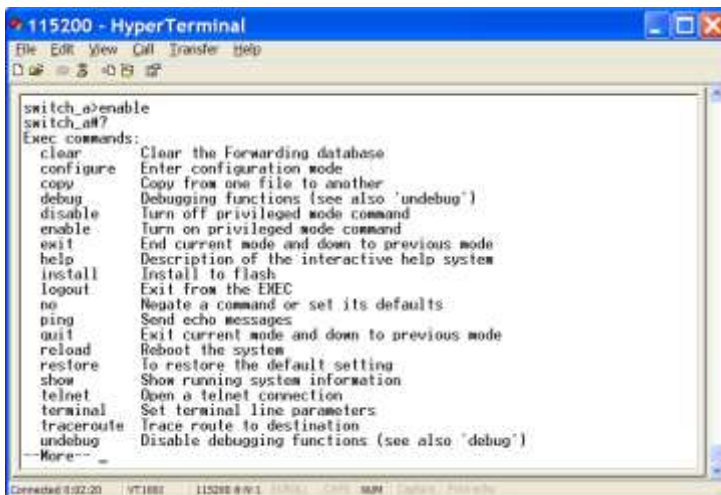 115200 - HyperTerminal
File Edit View Call Transfer Help
switch_a>enable
switch_a#?
Exec commands:
clear Clear the Forwarding database
configure Enter configuration mode
copy Copy from one file to another
debug Debugging functions (see also 'undebug')
disable Turn off privileged mode command
enable Turn on privileged mode command
exit End current mode and down to previous mode
help Description of the interactive help system
install Install to flash
logout Exit from the EXEC
no Negate a command or set its defaults
ping Send echo messages
quit Exit current mode and down to previous mode
reload Reboot the system
restore To restore the default setting
show Show running system information
telnet Open a telnet connection
terminal Set terminal line parameters
traceroute Trace route to destination
undebug Disable debugging functions (see also 'debug')
--More-- _
Connected 0:02:20 VT100J 115200 8-N-1 SCROLL CAPS NUM Capture Print echo